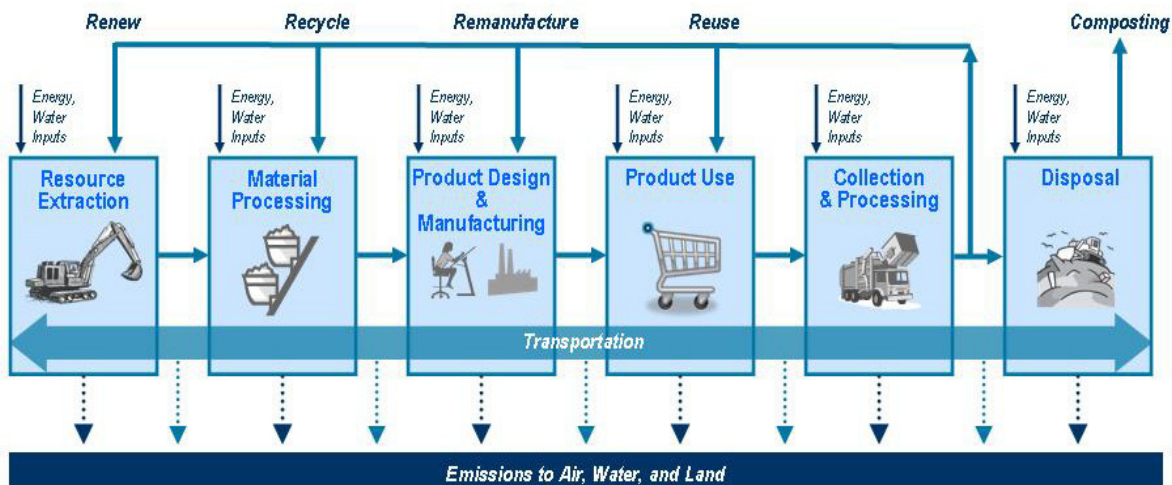 Renew
Recycle
Remanufacture
Reuse
Composting
Energy,
Water
Inputs
Energy,
Water
Inputs
Energy,
Water
Inputs
Energy,
Water
Inputs
Energy,
Water
Inputs
Energy,
Water
Inputs
Resource
Extraction
Material
Processing
Product Design
&
Manufacturing
Product Use
Collection
& Processing
Disposal
Transportation
Emissions to Air, Water, and Land